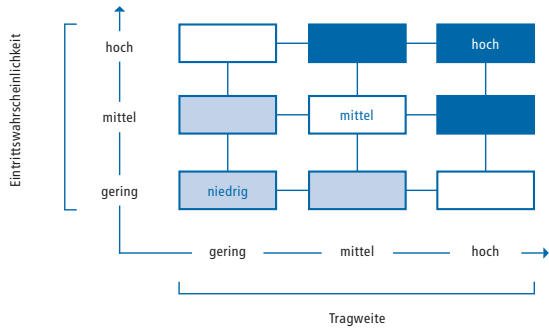 Eintrittswahrscheinlichkeit
hoch
hoch
mittel
mittel
gering
niedrig
gering
mittel
hoch
Tragweite